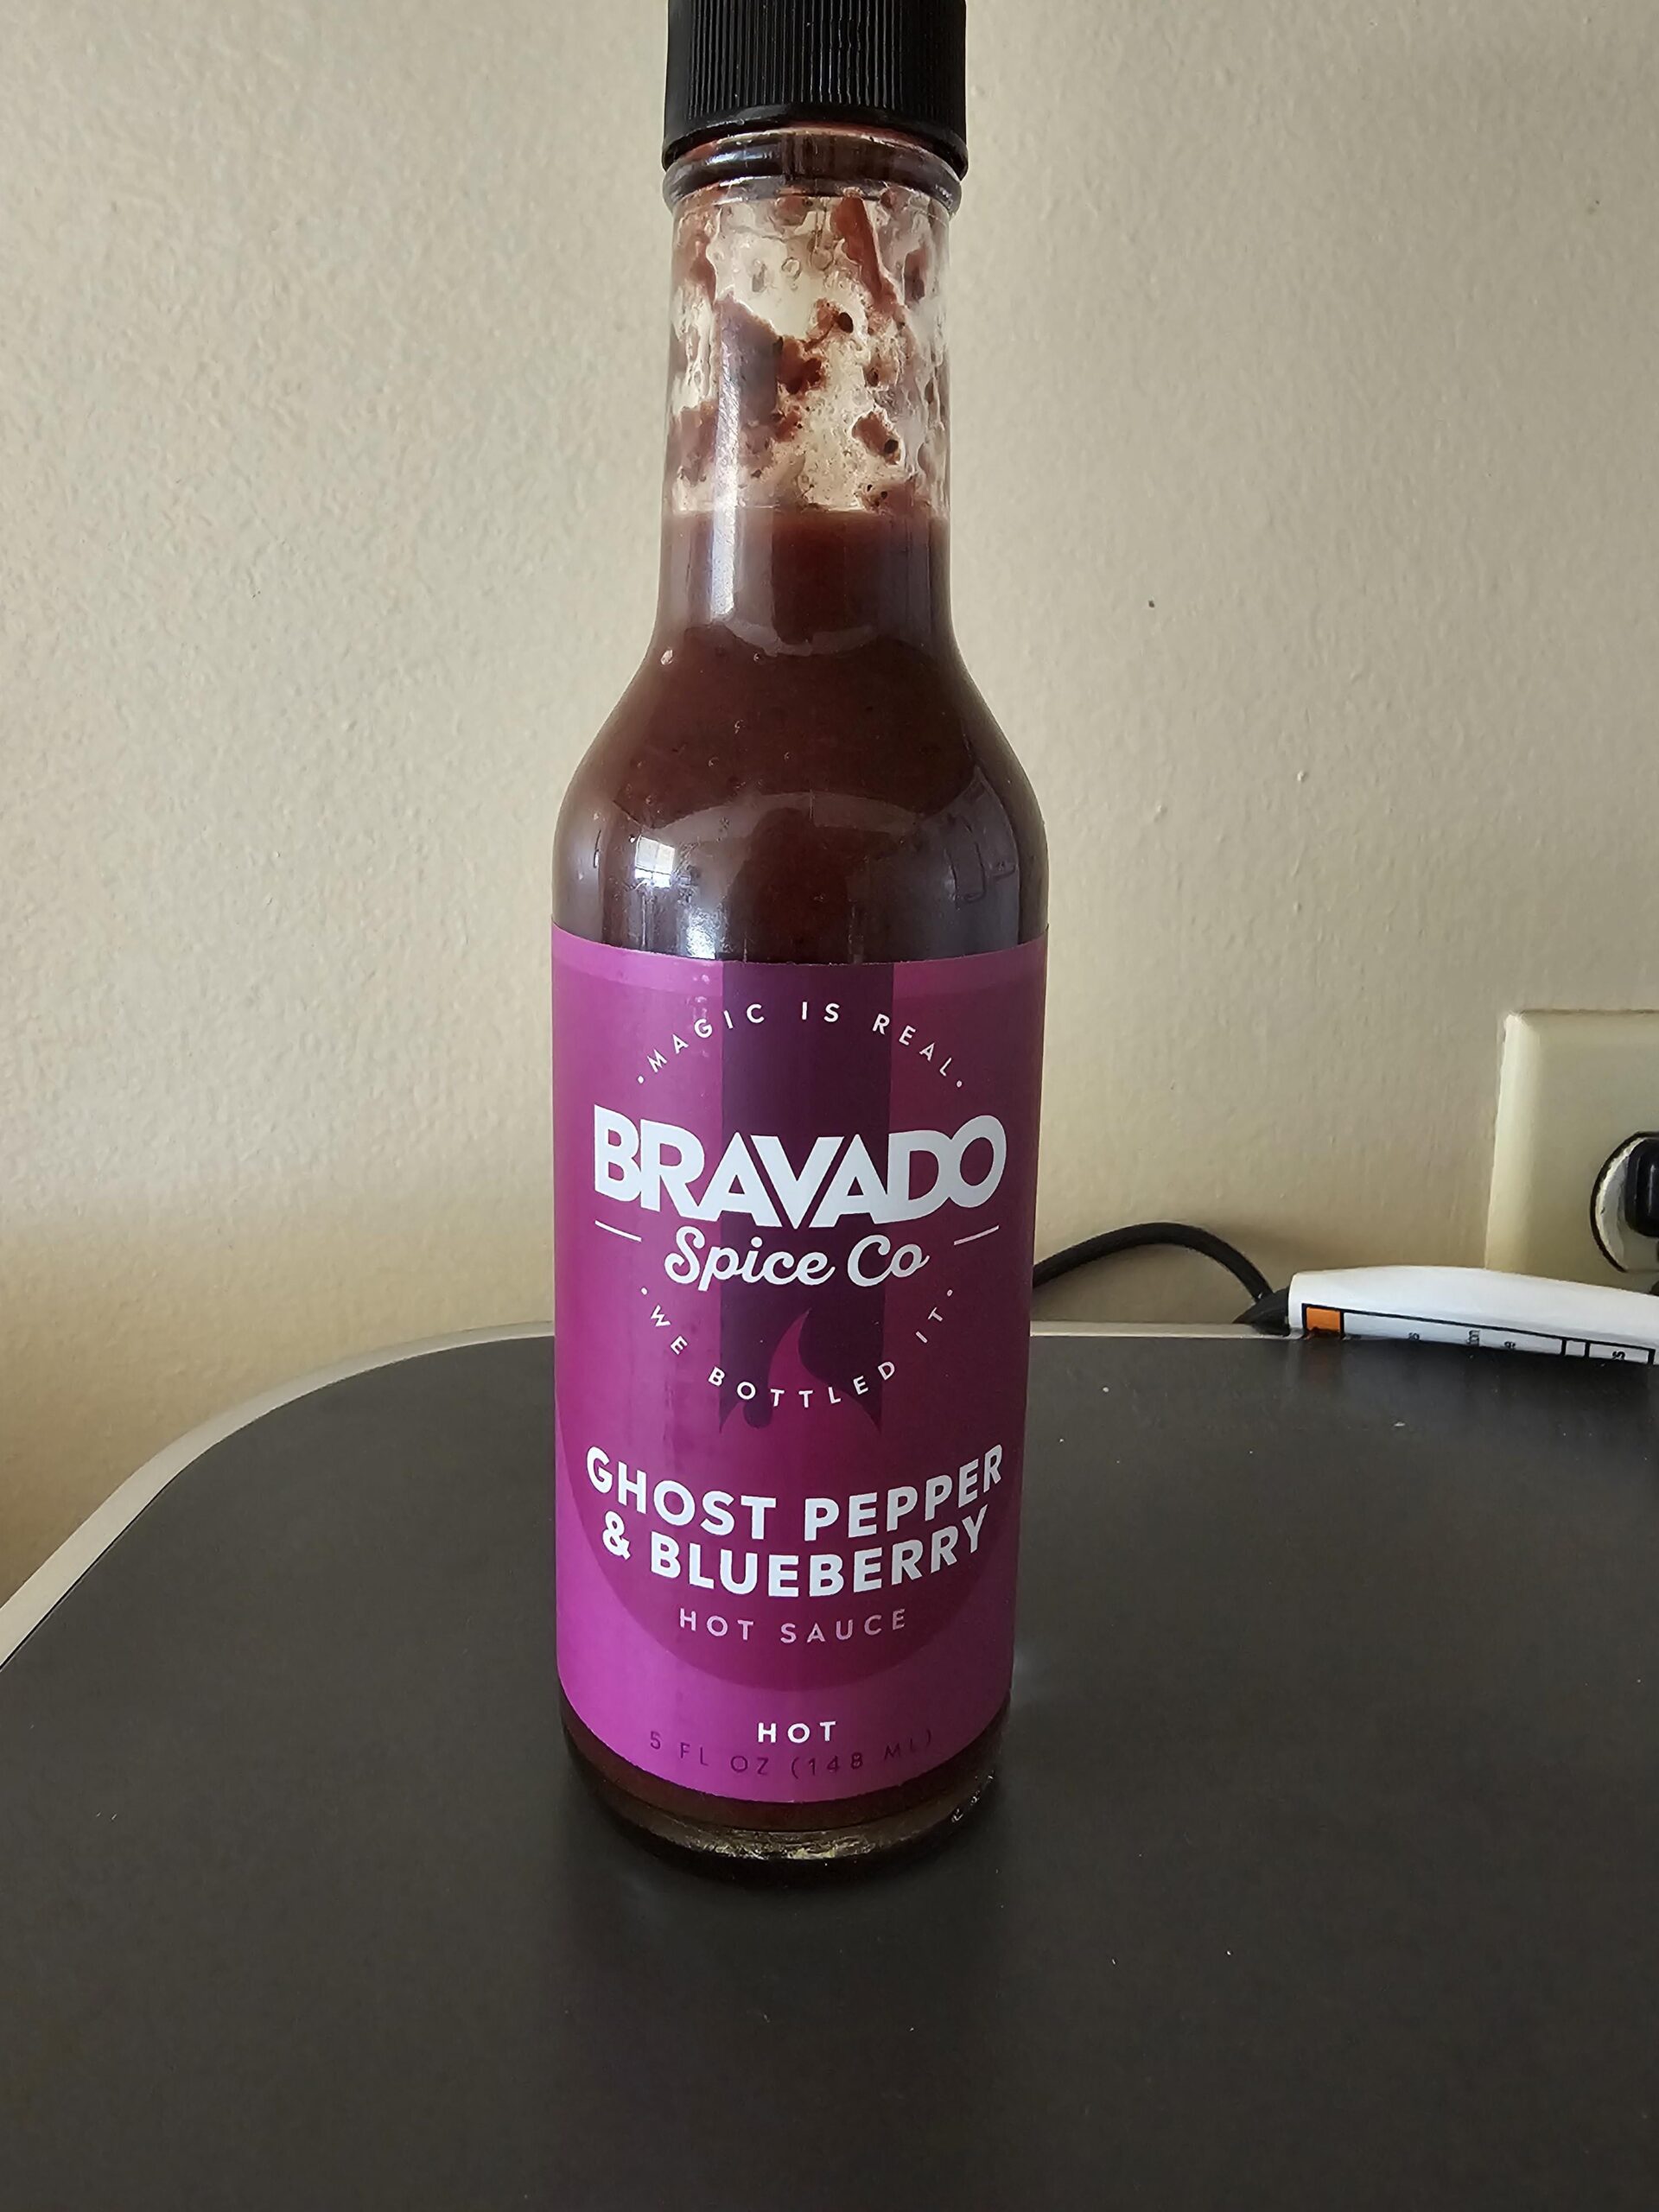 MAGIC IS REAL
BRAVADO
Spice Co
WE BOTTLED IT
GHOST PEPPER
& BLUEBERRY
HOT SAUCE
HOT
5 FL OZ (148 ML)